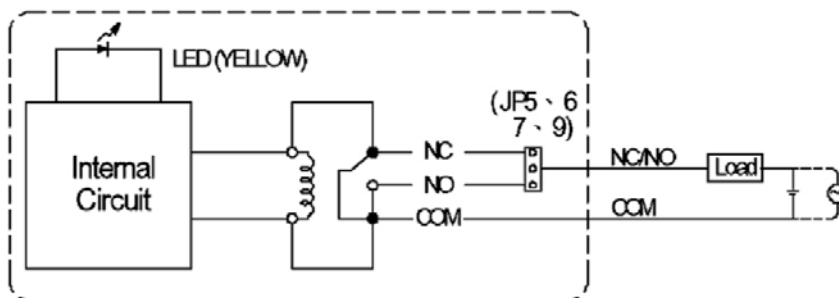 LED(YELLOW)
(JP5、6
7、9)
Internal
Circuit
NC
NO
COM
NC/NO
Load
COM